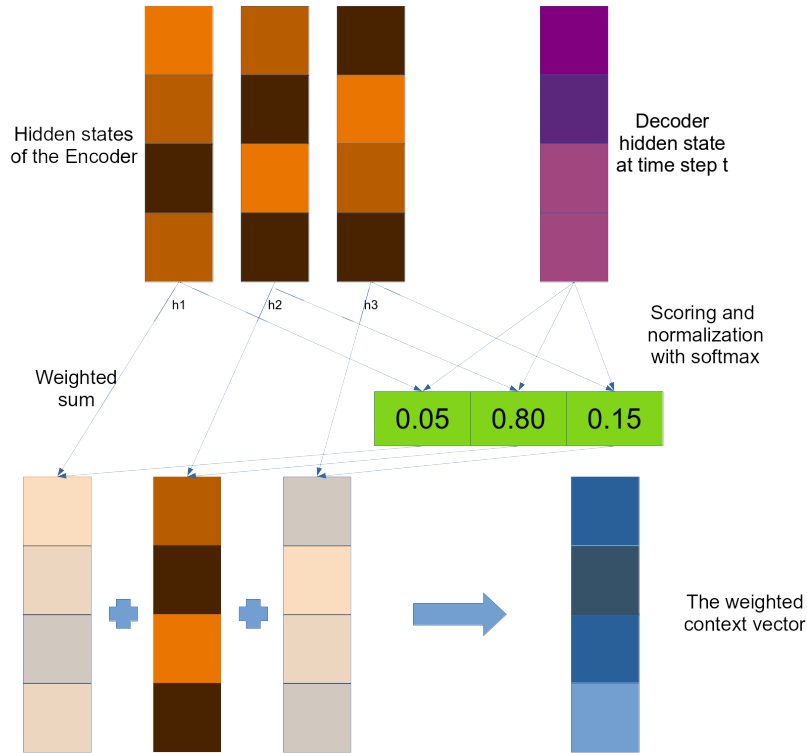 Hidden states
of the Encoder
Decoder
hidden state
at time step t
h1
h2
h3
Scoring and
normalization
with softmax
Weighted
sum
0.05
0.80
0.15
The weighted
context vector